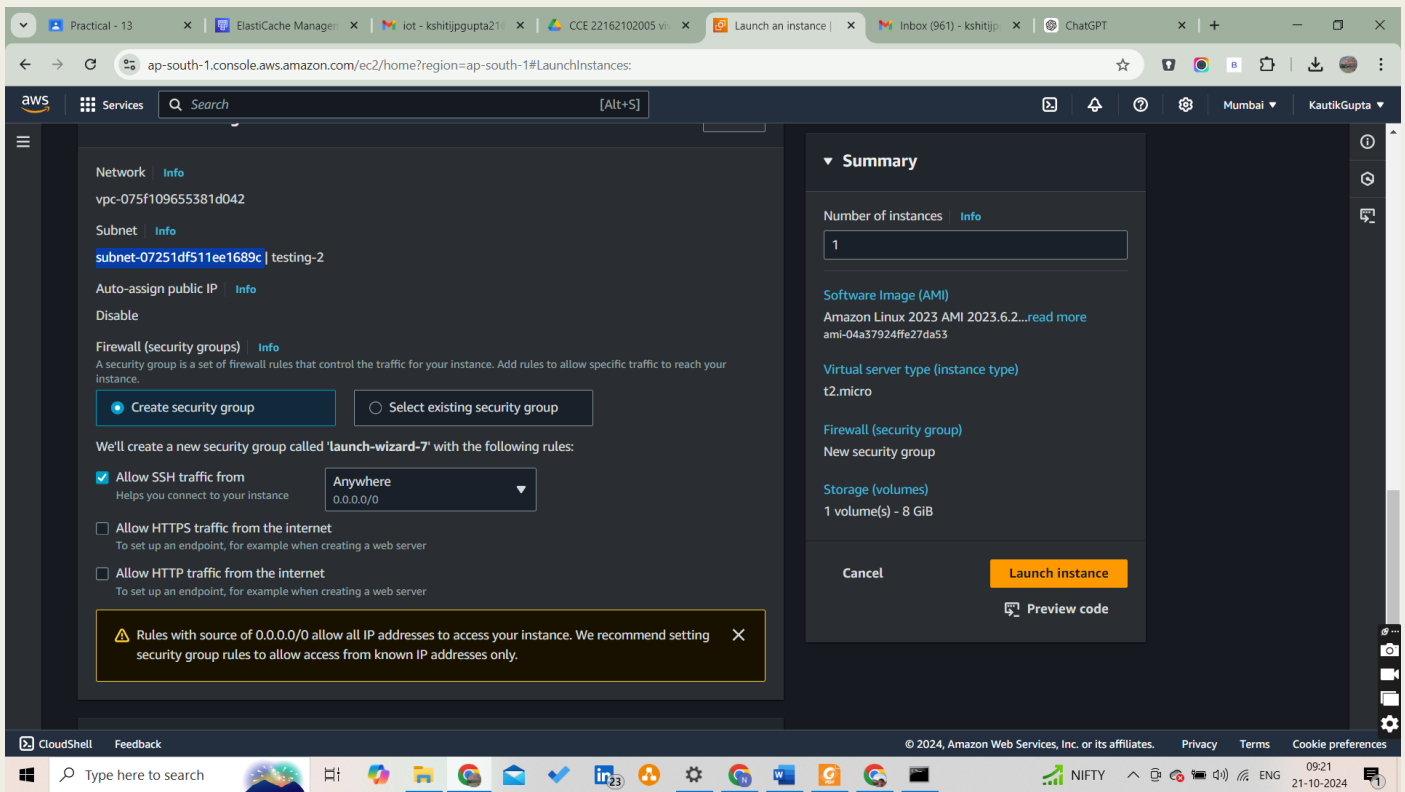 Practical - 13
ElastiCache Manager
iot - kshitijpgupta21
CCE 22162102005 viv
Launch an instance |
Inbox (961) - kshitijp
ChatGPT
ap-south-1.console.aws.amazon.com/ec2/home?region=ap-south-1#LaunchInstances:
aws
Services
Search
[Alt+S]
Mumbai
KautikGupta
Network
Info
vpc-075f109655381d042
Subnet
Info
subnet-07251df511ee1689c | testing-2
Auto-assign public IP
Info
Disable
Firewall (security groups)
Info
A security group is a set of firewall rules that control the traffic for your instance. Add rules to allow specific traffic to reach your
instance.
Create security group
Select existing security group
We'll create a new security group called 'launch-wizard-7' with the following rules:
Allow SSH traffic from
Helps you connect to your instance
Anywhere
0.0.0.0/0
Allow HTTPS traffic from the internet
To set up an endpoint, for example when creating a web server
Allow HTTP traffic from the internet
To set up an endpoint, for example when creating a web server
Rules with source of 0.0.0.0/0 allow all IP addresses to access your instance. We recommend setting
security group rules to allow access from known IP addresses only.
Summary
Number of instances
Info
1
Software Image (AMI)
Amazon Linux 2023 AMI 2023.6.2...read more
ami-04a37924ffe27da53
Virtual server type (instance type)
t2.micro
Firewall (security group)
New security group
Storage (volumes)
1 volume(s) - 8 GiB
Cancel
Launch instance
Preview code
CloudShell
Feedback
© 2024, Amazon Web Services, Inc. or its affiliates.
Privacy
Terms
Cookie preferences
Type here to search
23
NIFTY
ENG
09:21
21-10-2024
1